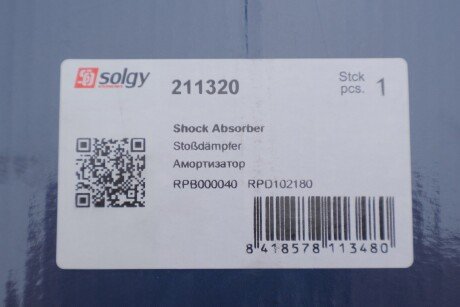 solgy
211320
Stck
pcs. 1
Shock Absorber
Stoßdämpfer
Амортизатор
RPB000040 RPD102180
8 418578 113480